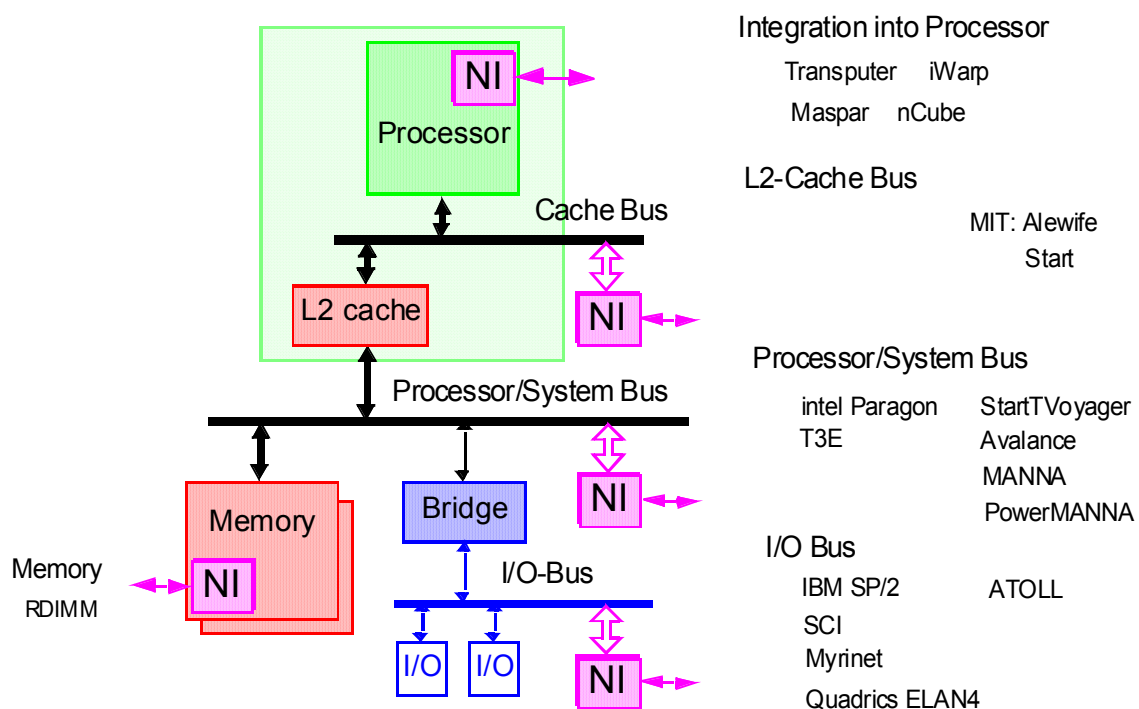 Integration into Processor
NI
Transputer iWarp
Processor
Maspar nCube
L2-Cache Bus
Cache Bus
MIT: Alewife
Start
L2 cache
NI
Processor/System Bus
Processor/System Bus
intel Paragon StartTVoyager
T3E Avalance
MANNA
NI
Memory
Bridge
PowerMANNA
I/O Bus
Memory
NI
I/O-Bus
IBM SP/2 ATOLL
RDIMM
SCI
Myrinet
I/O
I/O
NI
Quadrics ELAN4